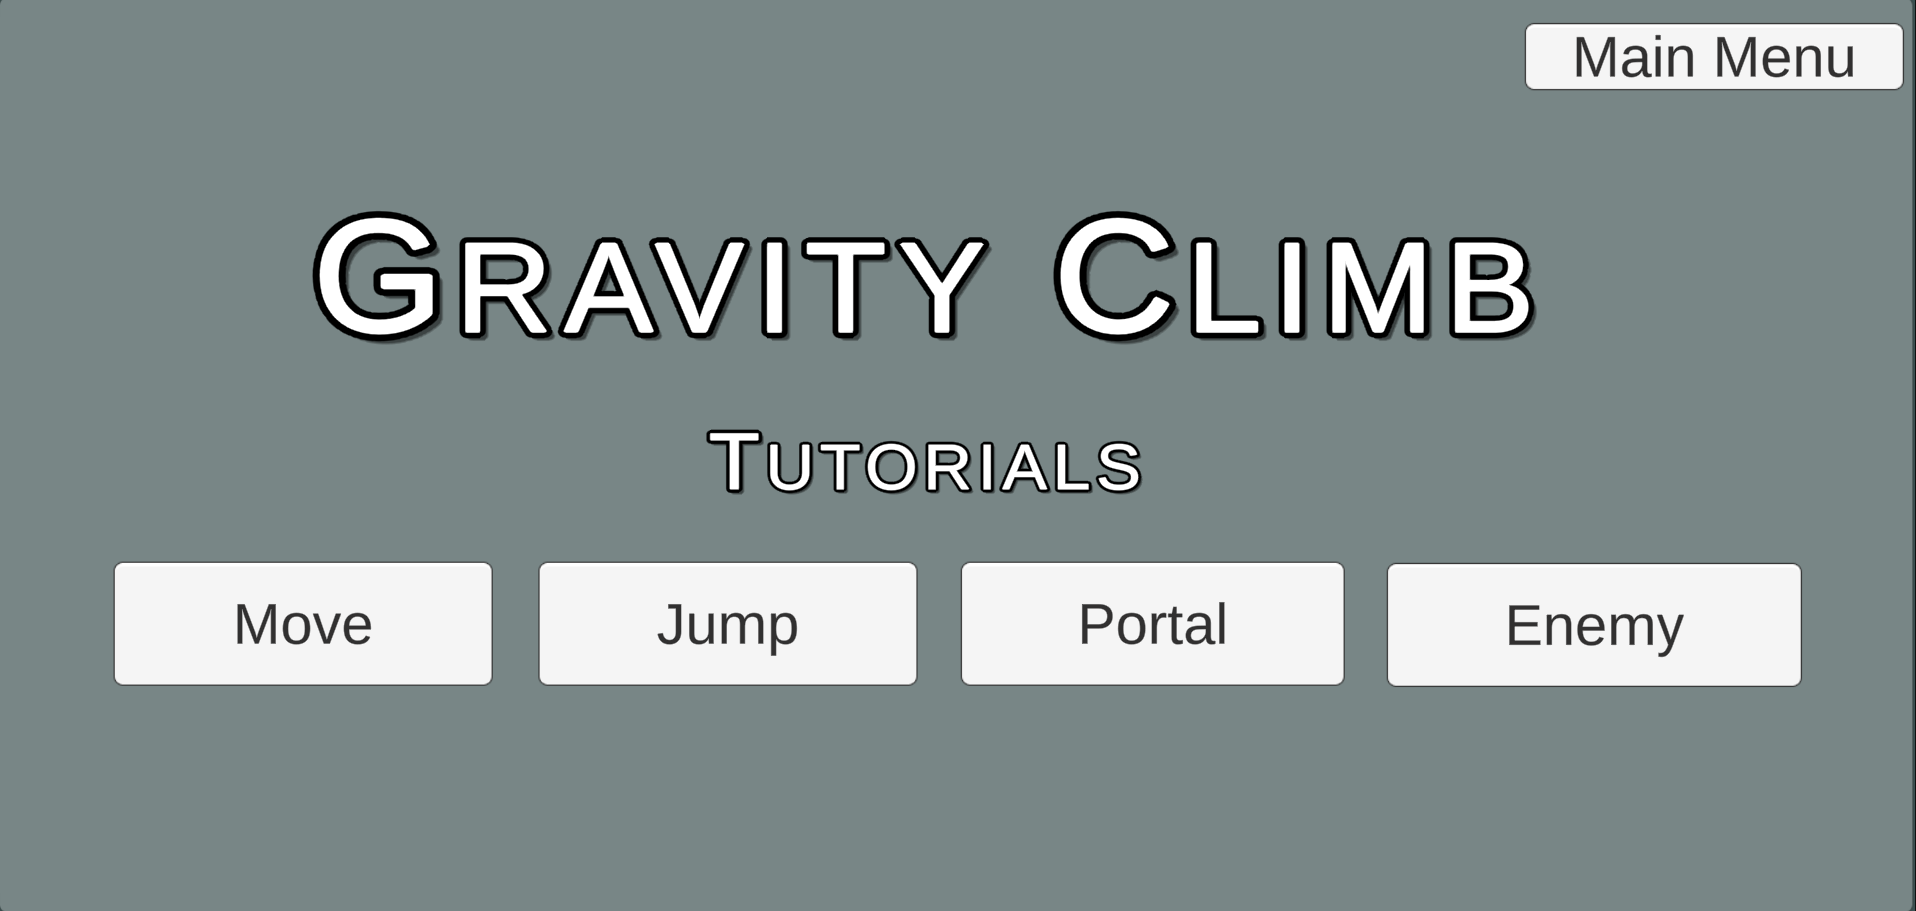 Main Menu
Gravity Climb
Tutorials
Move
Jump
Portal
Enemy